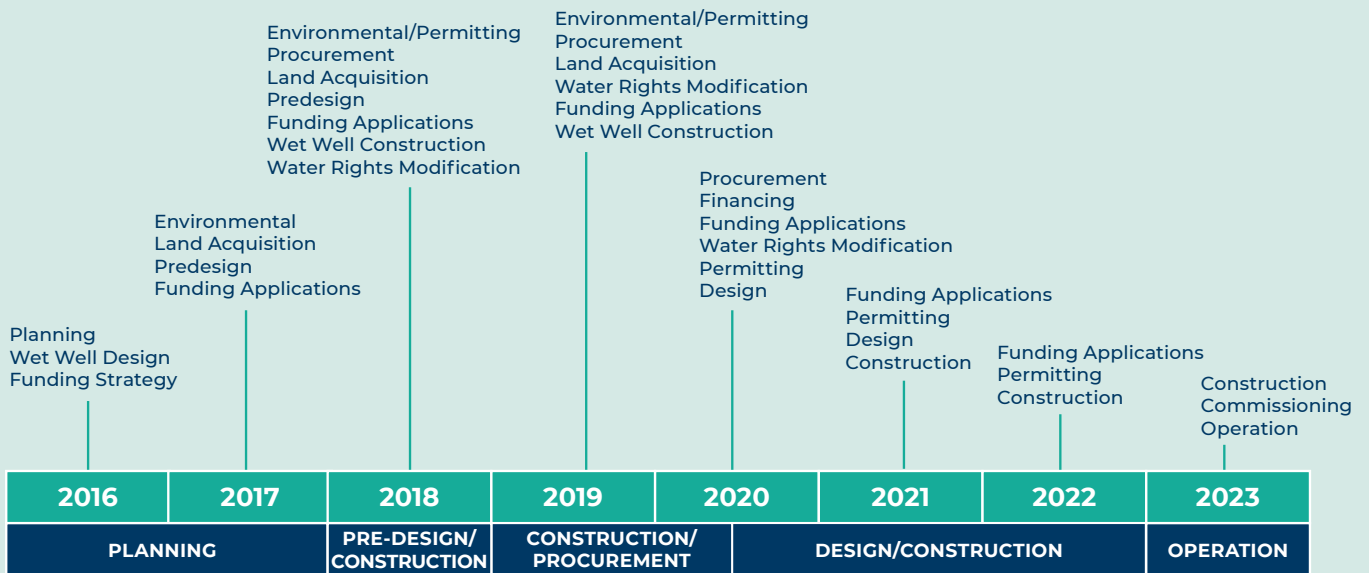 Planning
Wet Well Design
Funding Strategy
Environmental
Land Acquisition
Predesign
Funding Applications
Environmental/Permitting
Procurement
Land Acquisition
Predesign
Funding Applications
Wet Well Construction
Water Rights Modification
Environmental/Permitting
Procurement
Land Acquisition
Water Rights Modification
Funding Applications
Wet Well Construction
Procurement
Financing
Funding Applications
Water Rights Modification
Permitting
Design
Funding Applications
Permitting
Design
Construction
Funding Applications
Permitting
Construction
Construction
Commissioning
Operation
2016
2017
2018
2019
2020
2021
2022
2023
PLANNING
PRE-DESIGN/
CONSTRUCTION
CONSTRUCTION/
PROCUREMENT
DESIGN/CONSTRUCTION
OPERATION